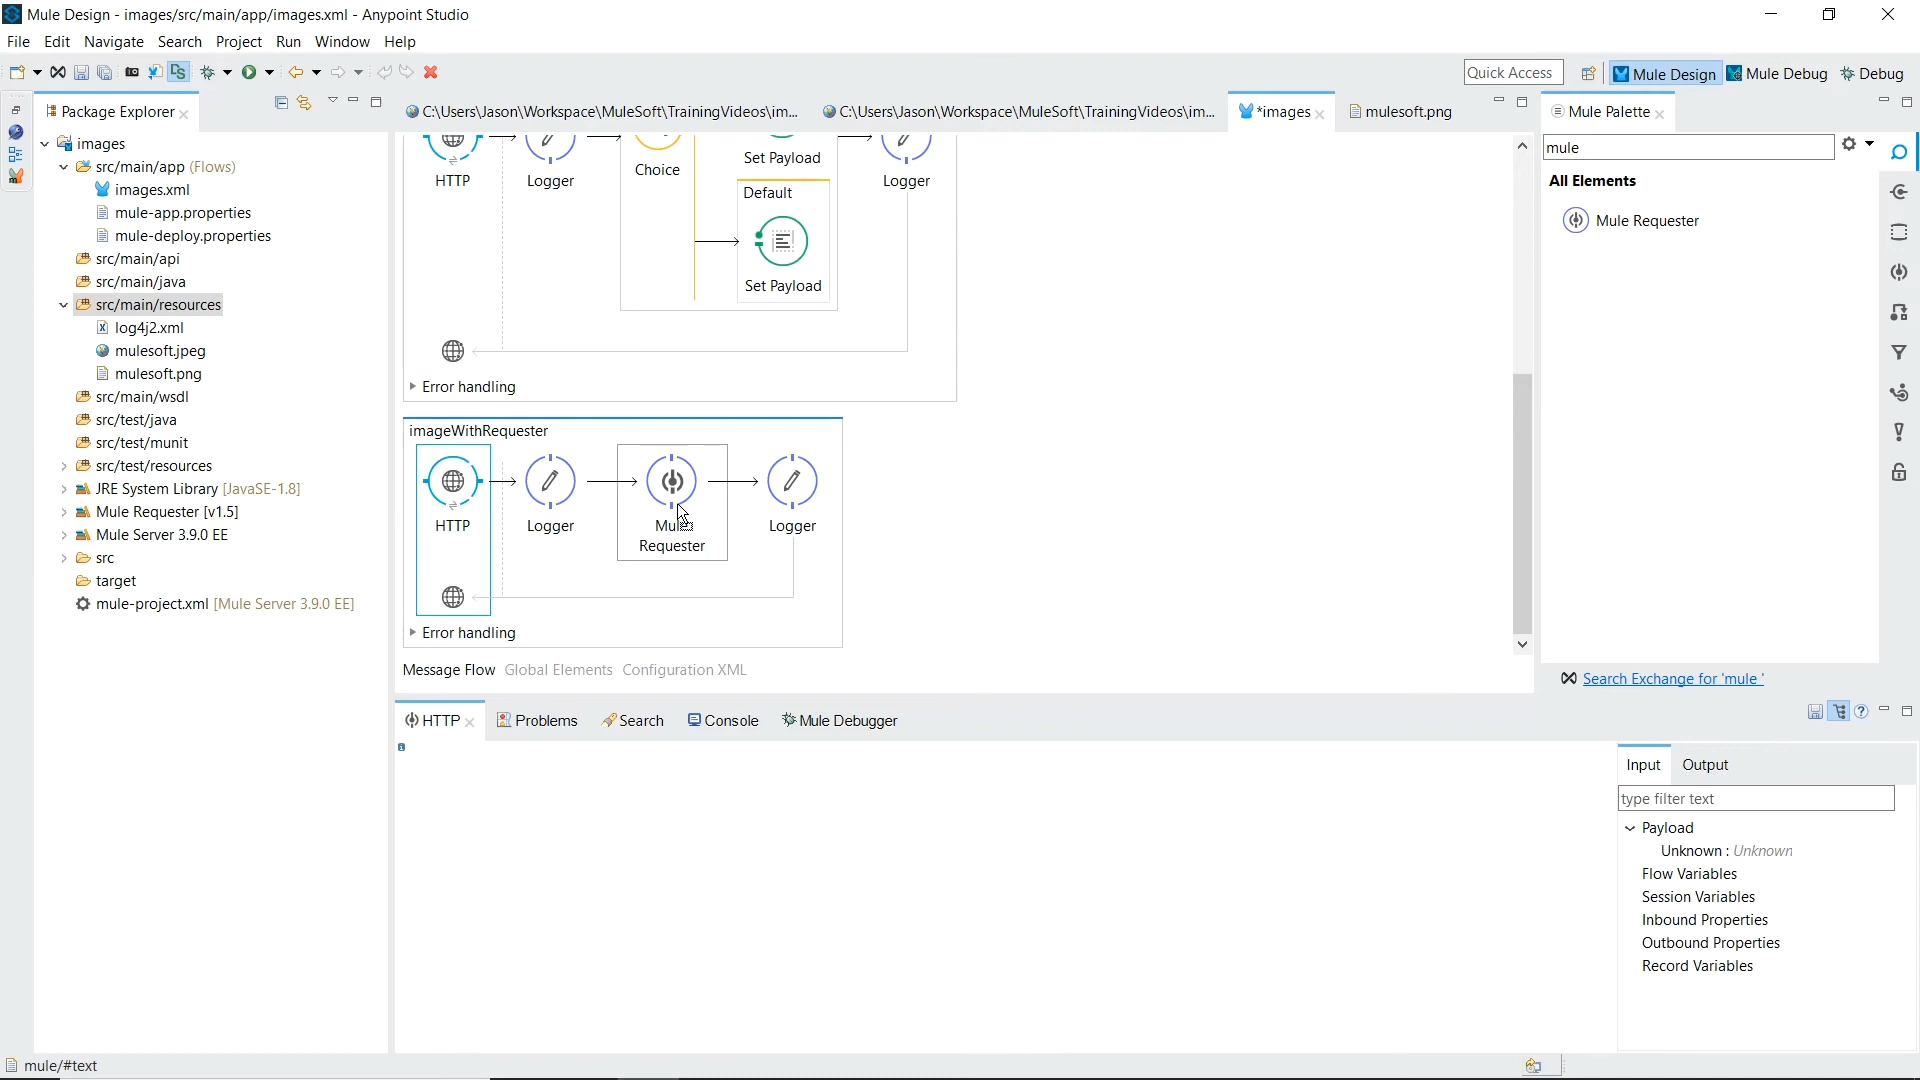 Mule Design - images/src/main/app/images.xml - Anypoint Studio
File Edit Navigate Search Project Run Window Help
Quick Access Mule Design Mule Debug Debug
Package Explorer
images
src/main/app (Flows)
images.xml
mule-app.properties
mule-deploy.properties
src/main/api
src/main/java
src/main/resources
log4j2.xml
mulesoft.jpeg
mulesoft.png
src/main/wsdl
src/test/java
src/test/munit
src/test/resources
JRE System Library [JavaSE-1.8]
Mule Requester [v1.5]
Mule Server 3.9.0 EE
src
target
mule-project.xml [Mule Server 3.9.0 EE]
C:\Users\Jason\Workspace\MuleSoft\TrainingVideos\im... C:\Users\Jason\Workspace\MuleSoft\TrainingVideos\im... *images mulesoft.png
Set Payload
HTTP Logger Choice Logger
Default
Set Payload
Error handling
imageWithRequester
HTTP Logger Mule Logger
Requester
Error handling
Message Flow Global Elements Configuration XML
Mule Palette
mule
All Elements
Mule Requester
Search Exchange for 'mule '
HTTP Problems Search Console Mule Debugger
Input Output
type filter text
Payload
Unknown : Unknown
Flow Variables
Session Variables
Inbound Properties
Outbound Properties
Record Variables
mule/#text